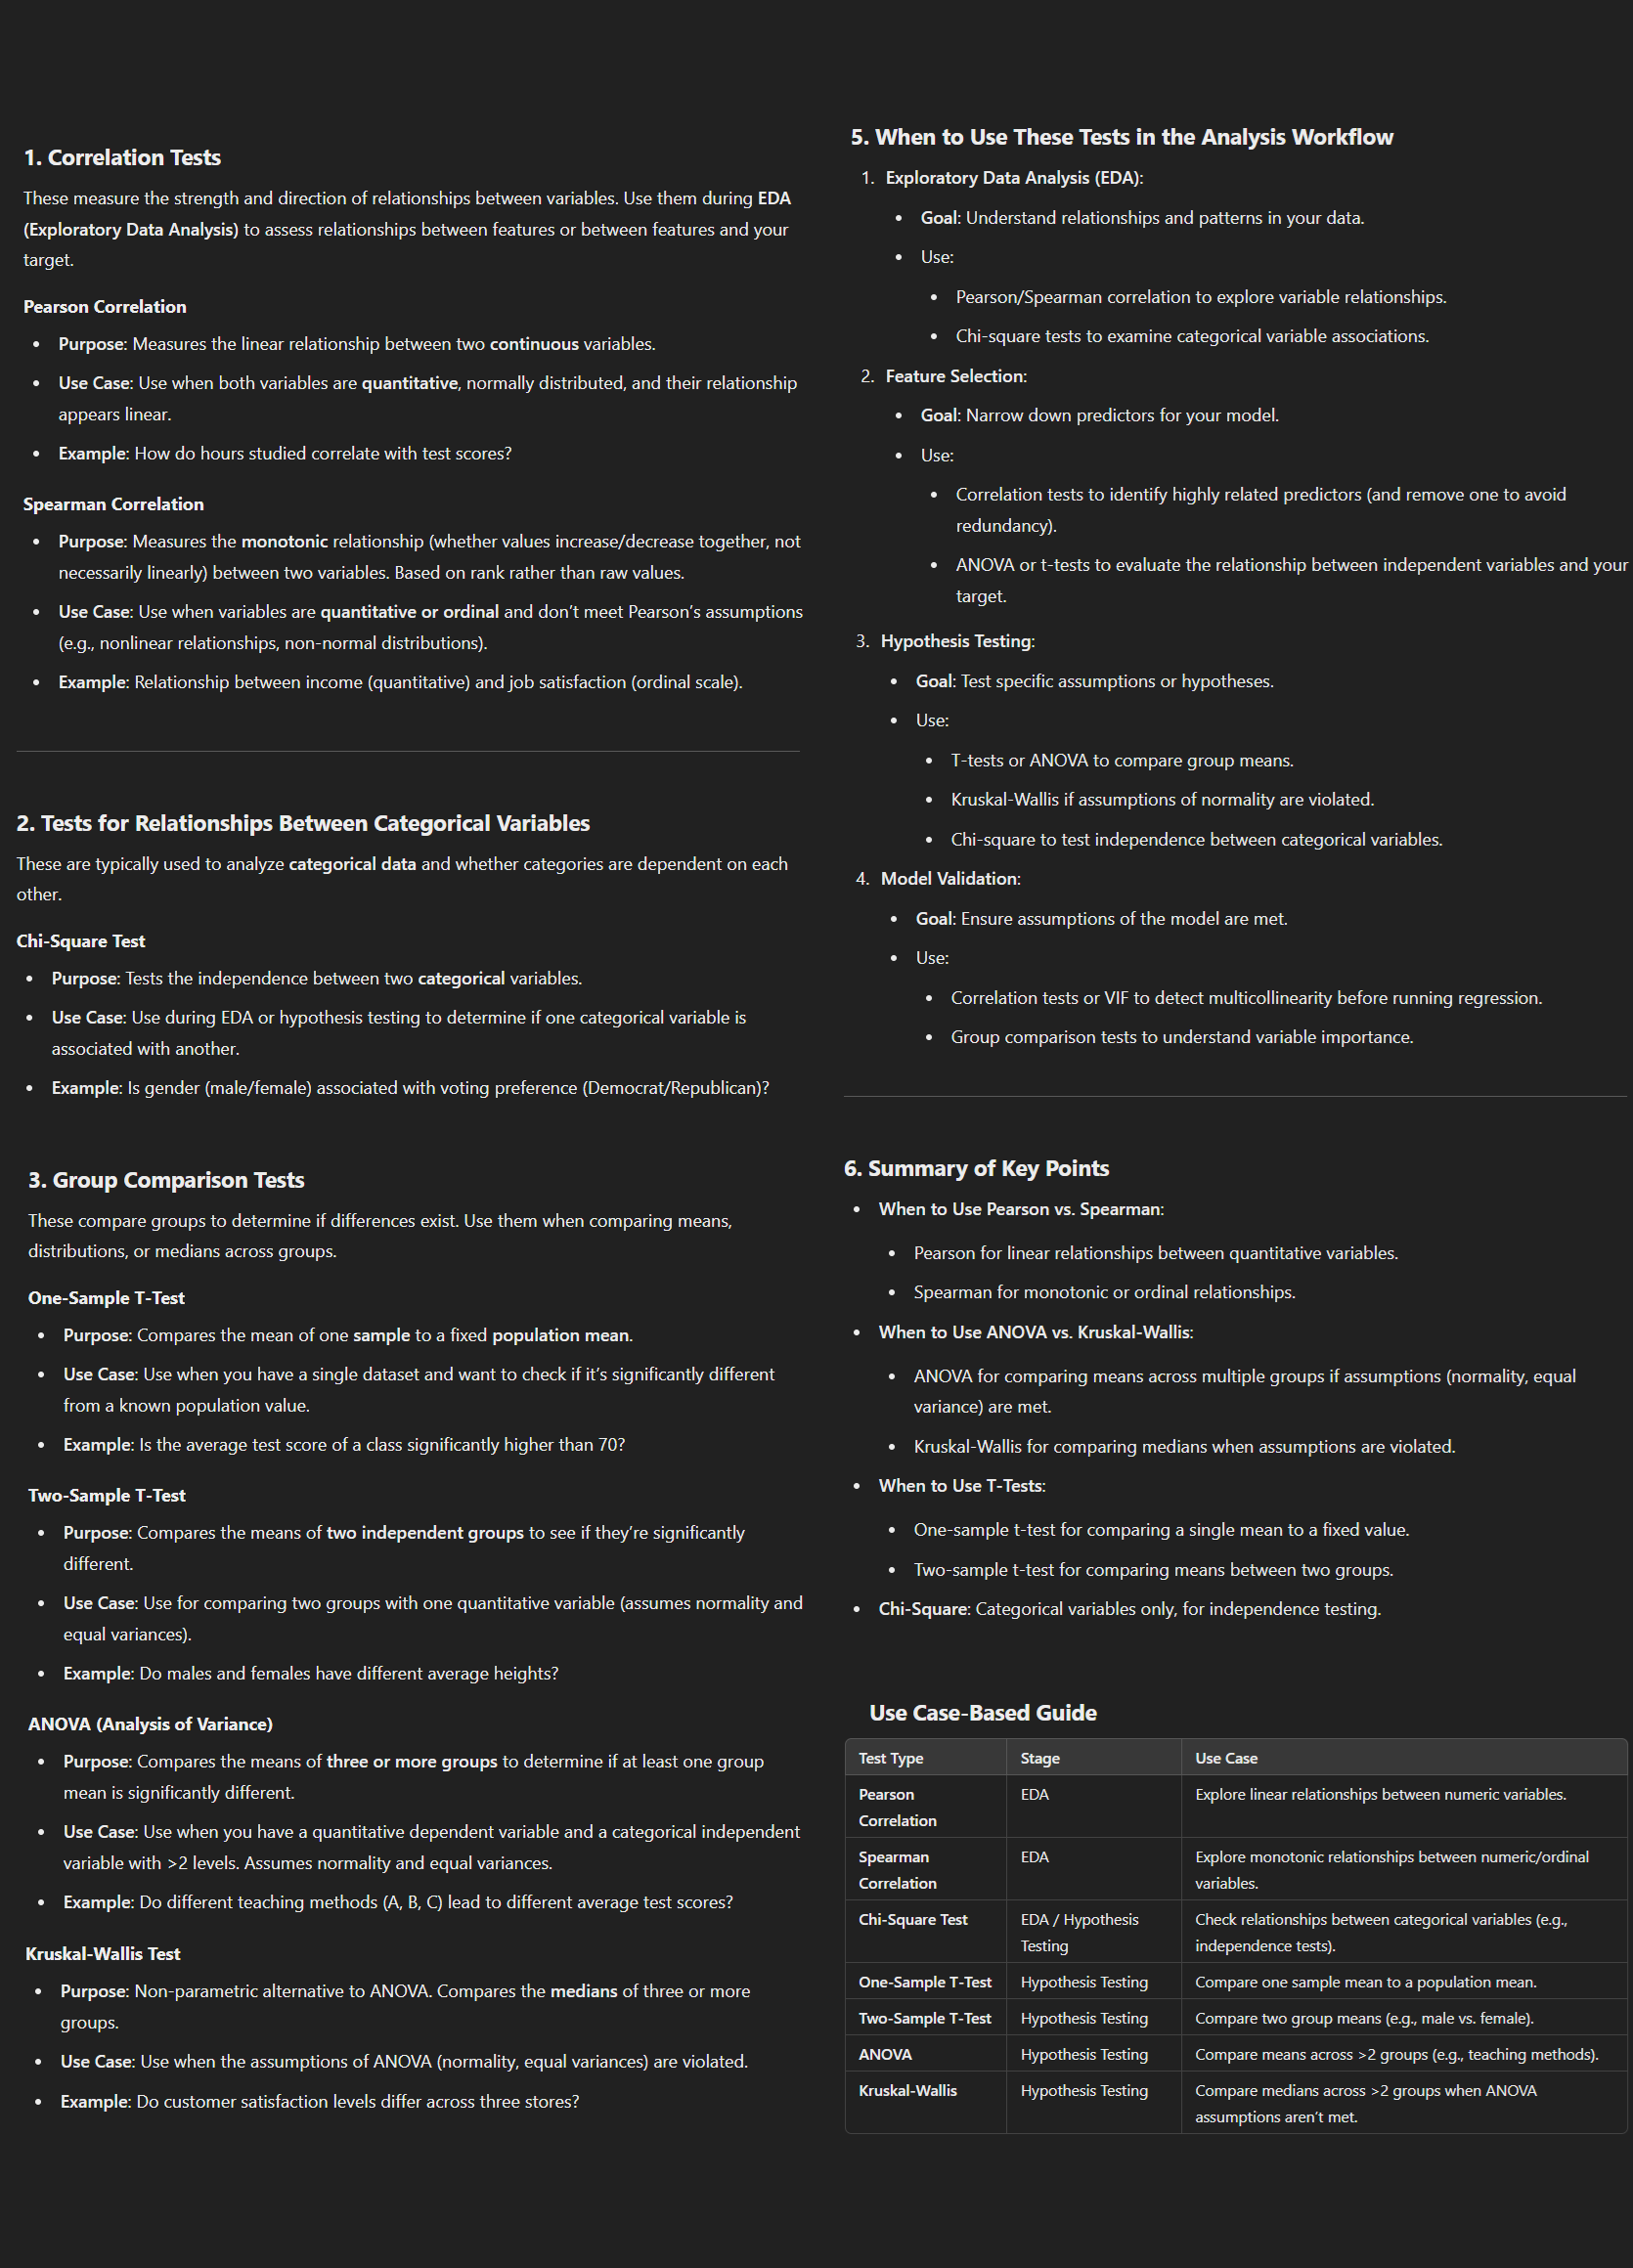 1. Correlation Tests
These measure the strength and direction of relationships between variables. Use them during EDA
(Exploratory Data Analysis) to assess relationships between features or between features and your
target.
Pearson Correlation
• Purpose: Measures the linear relationship between two continuous variables.
• Use Case: Use when both variables are quantitative, normally distributed, and their relationship
appears linear.
• Example: How do hours studied correlate with test scores?
Spearman Correlation
• Purpose: Measures the monotonic relationship (whether values increase/decrease together, not
necessarily linearly) between two variables. Based on rank rather than raw values.
• Use Case: Use when variables are quantitative or ordinal and don’t meet Pearson’s assumptions
(e.g., nonlinear relationships, non-normal distributions).
• Example: Relationship between income (quantitative) and job satisfaction (ordinal scale).
2. Tests for Relationships Between Categorical Variables
These are typically used to analyze categorical data and whether categories are dependent on each
other.
Chi-Square Test
• Purpose: Tests the independence between two categorical variables.
• Use Case: Use during EDA or hypothesis testing to determine if one categorical variable is
associated with another.
• Example: Is gender (male/female) associated with voting preference (Democrat/Republican)?
3. Group Comparison Tests
These compare groups to determine if differences exist. Use them when comparing means,
distributions, or medians across groups.
One-Sample T-Test
• Purpose: Compares the mean of one sample to a fixed population mean.
• Use Case: Use when you have a single dataset and want to check if it’s significantly different
from a known population value.
• Example: Is the average test score of a class significantly higher than 70?
Two-Sample T-Test
• Purpose: Compares the means of two independent groups to see if they’re significantly
different.
• Use Case: Use for comparing two groups with one quantitative variable (assumes normality and
equal variances).
• Example: Do males and females have different average heights?
ANOVA (Analysis of Variance)
• Purpose: Compares the means of three or more groups to determine if at least one group
mean is significantly different.
• Use Case: Use when you have a quantitative dependent variable and a categorical independent
variable with >2 levels. Assumes normality and equal variances.
• Example: Do different teaching methods (A, B, C) lead to different average test scores?
Kruskal-Wallis Test
• Purpose: Non-parametric alternative to ANOVA. Compares the medians of three or more
groups.
• Use Case: Use when the assumptions of ANOVA (normality, equal variances) are violated.
• Example: Do customer satisfaction levels differ across three stores?
5. When to Use These Tests in the Analysis Workflow
1. Exploratory Data Analysis (EDA):
• Goal: Understand relationships and patterns in your data.
• Use:
• Pearson/Spearman correlation to explore variable relationships.
• Chi-square tests to examine categorical variable associations.
2. Feature Selection:
• Goal: Narrow down predictors for your model.
• Use:
• Correlation tests to identify highly related predictors (and remove one to avoid
redundancy).
• ANOVA or t-tests to evaluate the relationship between independent variables and your
target.
3. Hypothesis Testing:
• Goal: Test specific assumptions or hypotheses.
• Use:
• T-tests or ANOVA to compare group means.
• Kruskal-Wallis if assumptions of normality are violated.
• Chi-square to test independence between categorical variables.
4. Model Validation:
• Goal: Ensure assumptions of the model are met.
• Use:
• Correlation tests or VIF to detect multicollinearity before running regression.
• Group comparison tests to understand variable importance.
6. Summary of Key Points
• When to Use Pearson vs. Spearman:
• Pearson for linear relationships between quantitative variables.
• Spearman for monotonic or ordinal relationships.
• When to Use ANOVA vs. Kruskal-Wallis:
• ANOVA for comparing means across multiple groups if assumptions (normality, equal
variance) are met.
• Kruskal-Wallis for comparing medians when assumptions are violated.
• When to Use T-Tests:
• One-sample t-test for comparing a single mean to a fixed value.
• Two-sample t-test for comparing means between two groups.
• Chi-Square: Categorical variables only, for independence testing.
Use Case-Based Guide
Test Type Stage Use Case
Pearson Correlation EDA Explore linear relationships between numeric variables.
Spearman Correlation EDA Explore monotonic relationships between numeric/ordinal variables.
Chi-Square Test EDA / Hypothesis Testing Check relationships between categorical variables (e.g., independence tests).
One-Sample T-Test Hypothesis Testing Compare one sample mean to a population mean.
Two-Sample T-Test Hypothesis Testing Compare two group means (e.g., male vs. female).
ANOVA Hypothesis Testing Compare means across >2 groups (e.g., teaching methods).
Kruskal-Wallis Hypothesis Testing Compare medians across >2 groups when ANOVA assumptions aren’t met.